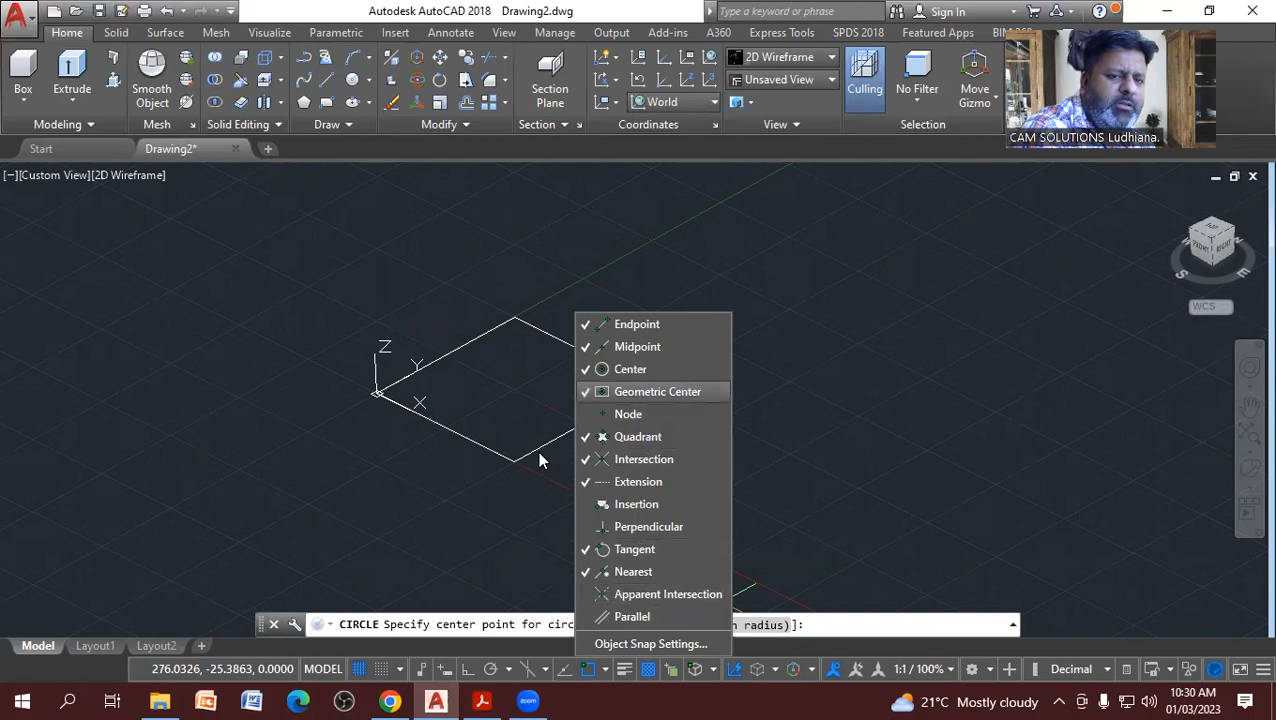 Autodesk AutoCAD 2018 Drawing2.dwg
Type a keyword or phrase
Sign In
Home Solid Surface Mesh Visualize Parametric Insert Annotate View Manage Output Add-ins A360 Express Tools SPDS 2018 Featured Apps
Box Extrude Smooth Object Section Plane
2D Wireframe
Unsaved View
World
Culling No Filter Move Gizmo
Modeling Mesh Solid Editing Draw Modify Section Coordinates View Selection
CAM SOLUTIONS Ludhiana.
Start Drawing2*
[−][Custom View][2D Wireframe]
FRONT RIGHT
S E
WCS
Z
Y
X
Endpoint
Midpoint
Center
Geometric Center
Node
Quadrant
Intersection
Extension
Insertion
Perpendicular
Tangent
Nearest
Apparent Intersection
Parallel
Object Snap Settings...
CIRCLE Specify center point for circ
radius)]:
Model Layout1 Layout2
276.0326, -25.3863, 0.0000 MODEL 1:1 / 100% Decimal
21°C Mostly cloudy
10:30 AM
01/03/2023